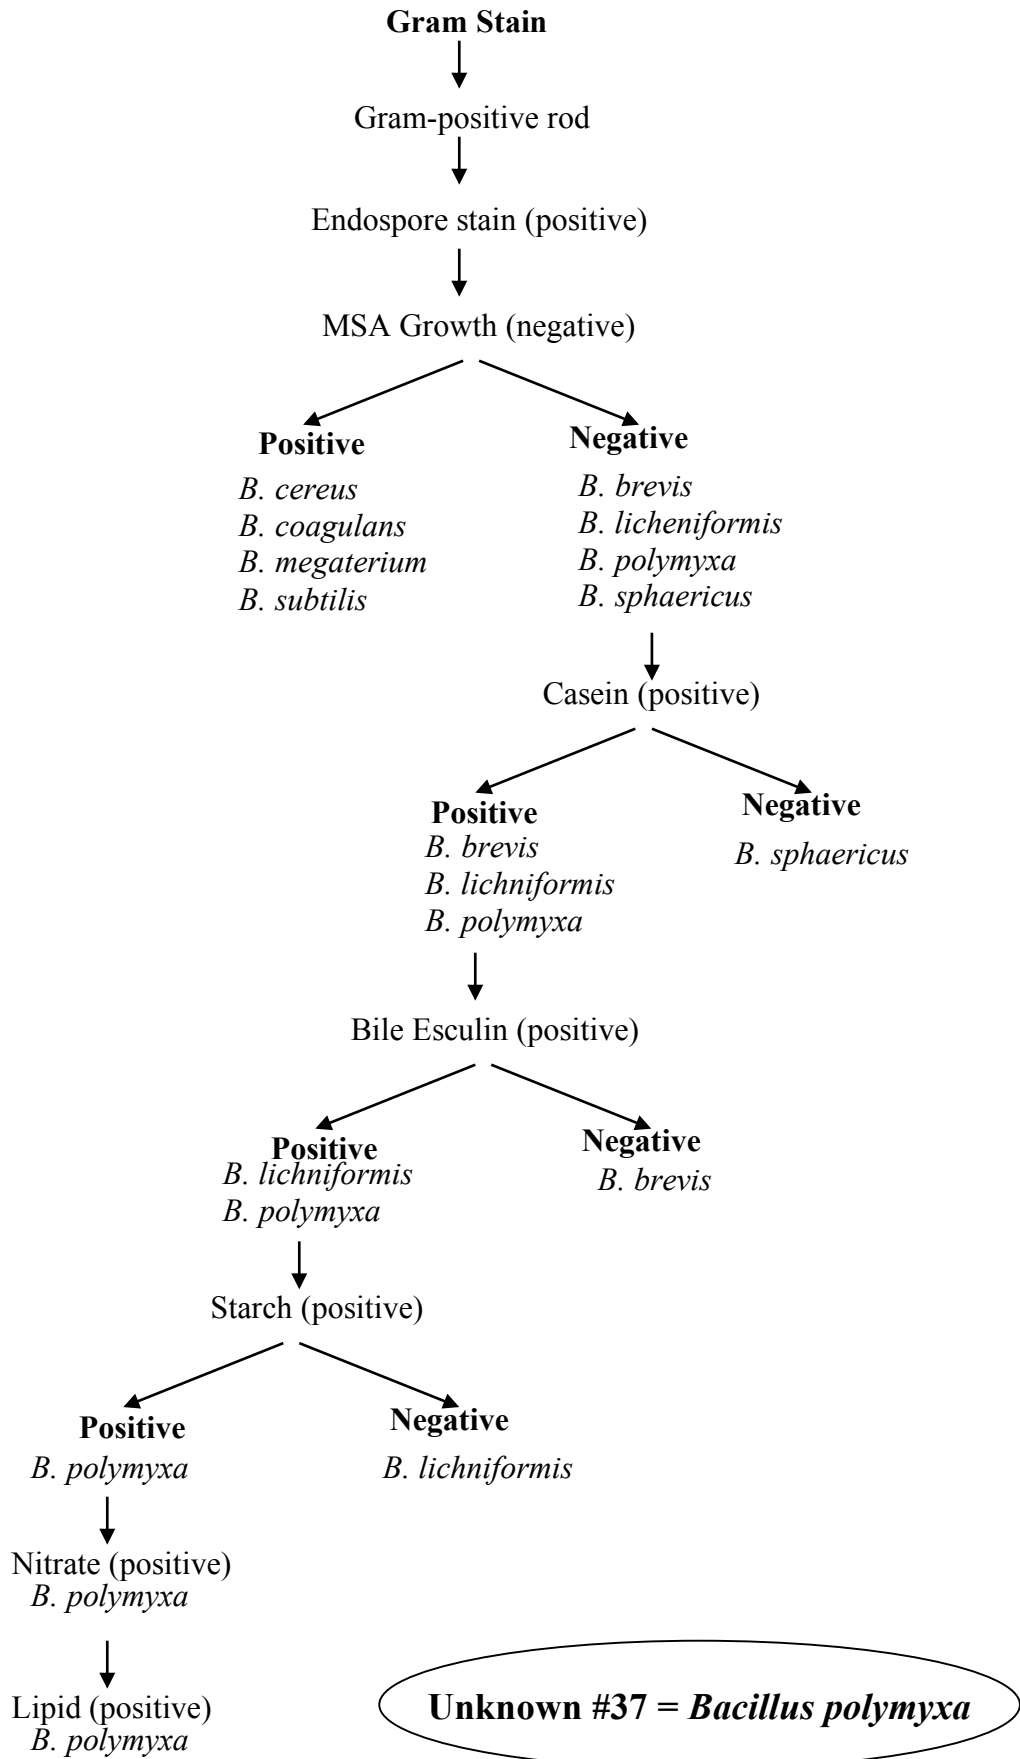 Gram Stain
Gram-positive rod
Endospore stain (positive)
MSA Growth (negative)
Positive
B. cereus
B. coagulans
B. megaterium
B. subtilis
Negative
B. brevis
B. licheniformis
B. polymyxa
B. sphaericus
Casein (positive)
Positive
B. brevis
B. lichniformis
B. polymyxa
Negative
B. sphaericus
Bile Esculin (positive)
Positive
B. lichniformis
B. polymyxa
Negative
B. brevis
Starch (positive)
Positive
B. polymyxa
Negative
B. lichniformis
Nitrate (positive)
B. polymyxa
Lipid (positive)
B. polymyxa
Unknown #37 = Bacillus polymyxa